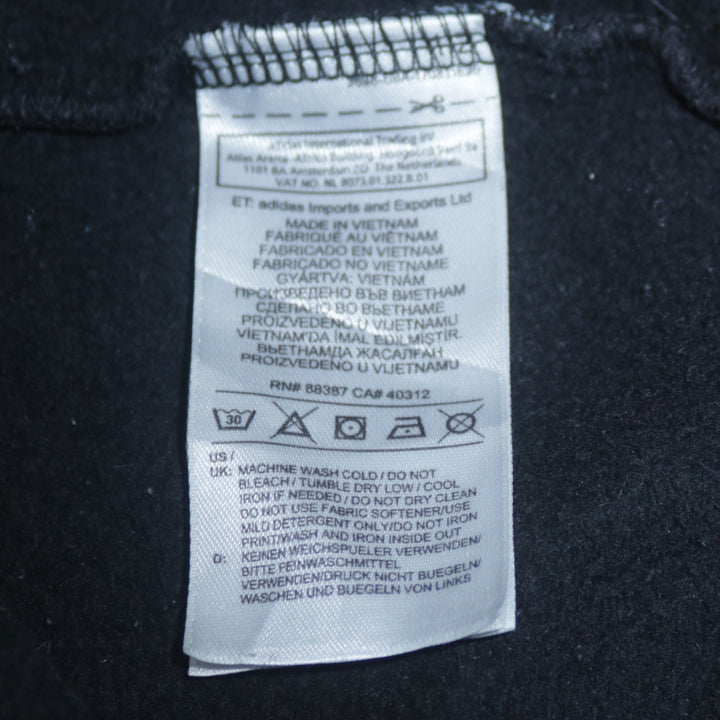 adidas International Trading BV
Atlas Arena - Africa Building, Hoogoorddreef 9a
1101 BA Amsterdam ZO The Netherlands
VAT NO. NL 8073.01.322.B.01
ET: adidas Imports and Exports Ltd
MADE IN VIETNAM
FABRIQUÉ AU VIÊTNAM
FABRICADO EN VIETNAM
FABRICADO NO VIETNAME
GYÁRTVA: VIETNÁM
ПРОИЗВЕДЕНО ВЪВ ВИЕТНАМ
СДЕЛАНО ВО ВЬЕТНАМЕ
PROIZVEDENO U VIJETNAMU
VIETNAM'DA İMAL EDİLMİŞTİR.
ВЬЕТНАМДА ЖАСАЛҒАН
PROIZVEDENO U VIJETNAMU
RN# 88387 CA# 40312
30
US /
UK: MACHINE WASH COLD / DO NOT
BLEACH / TUMBLE DRY LOW / COOL
IRON IF NEEDED / DO NOT DRY CLEAN
DO NOT USE FABRIC SOFTENER/USE
MILD DETERGENT ONLY/DO NOT IRON
PRINT/WASH AND IRON INSIDE OUT
D: KEINEN WEICHSPUELER VERWENDEN/
BITTE FEINWASCHMITTEL
VERWENDEN/DRUCK NICHT BUEGELN/
WASCHEN UND BUEGELN VON LINKS